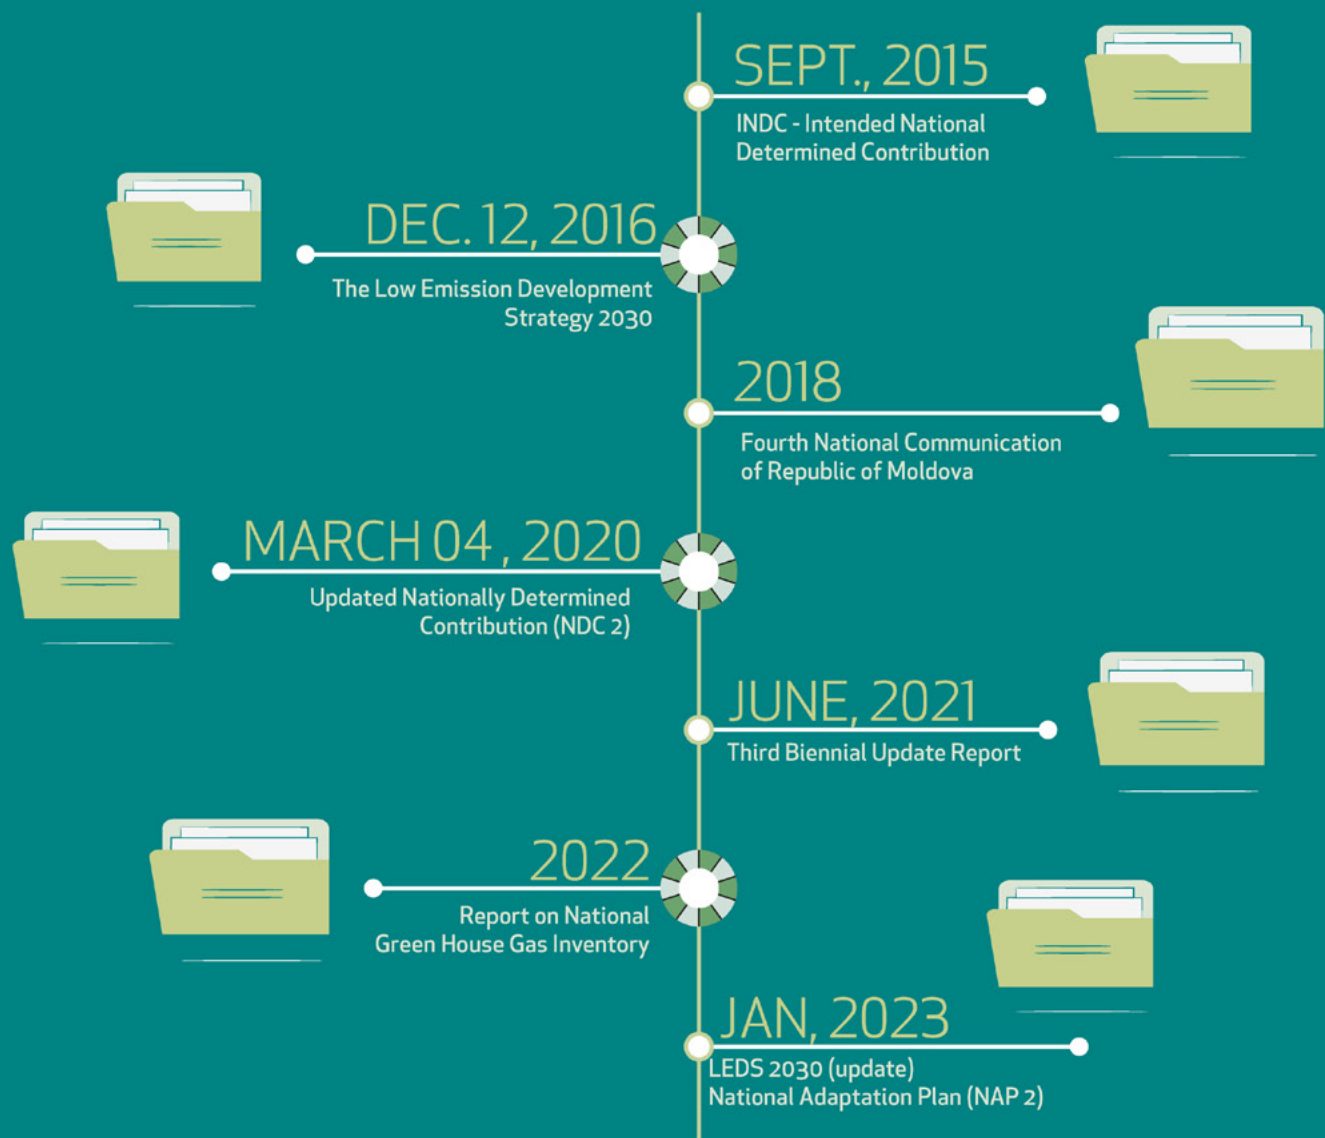 SEPT., 2015
INDC - Intended National
Determined Contribution
DEC. 12, 2016
The Low Emission Development
Strategy 2030
2018
Fourth National Communication
of Republic of Moldova
MARCH 04 , 2020
Updated Nationally Determined
Contribution (NDC 2)
JUNE, 2021
Third Biennial Update Report
2022
Report on National
Green House Gas Inventory
JAN, 2023
LEDS 2030 (update)
National Adaptation Plan (NAP 2)